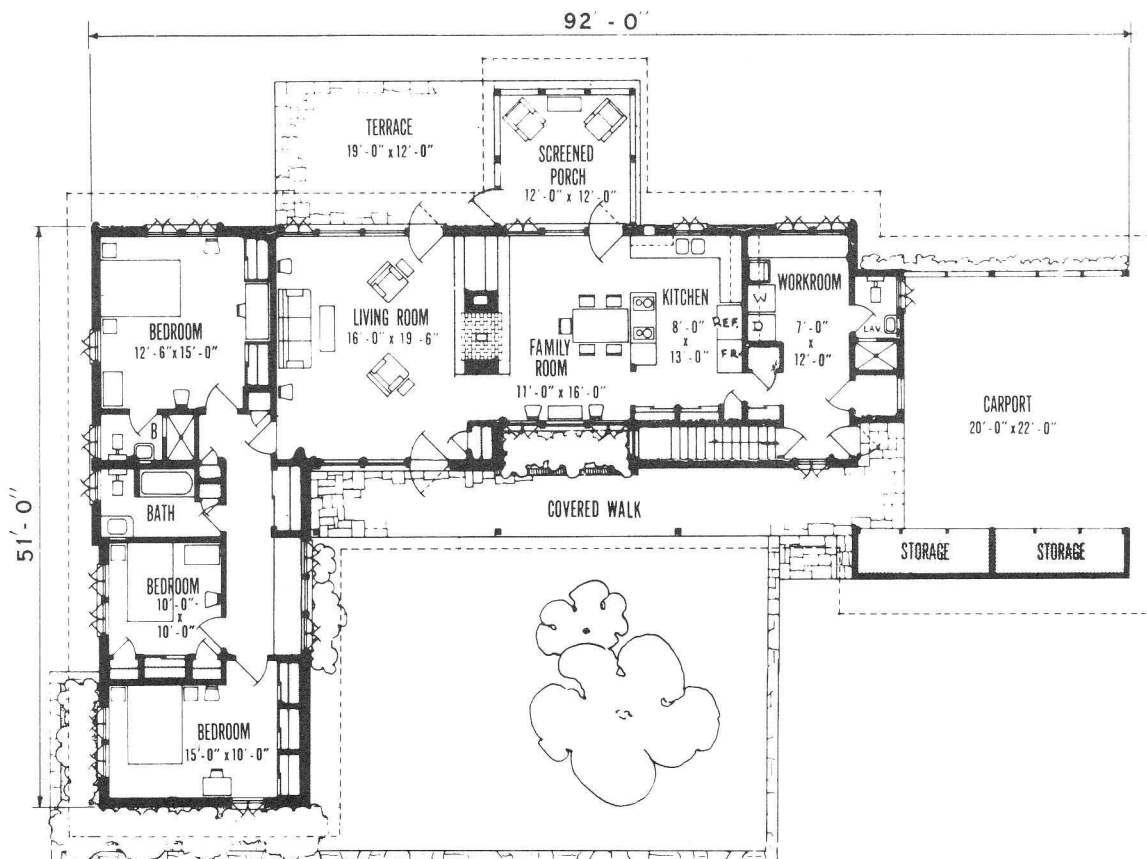 92' - 0"
TERRACE
19'-0" x 12'-0"
SCREENED
PORCH
12'-0" x 12'-0"
BEDROOM
12'-6" x 15'-0"
LIVING ROOM
16'-0" x 19'-6"
FAMILY
ROOM
11'-0" x 16'-0"
KITCHEN
8'-0"
x
13'-0"
REF.
FR.
W
D
WORKROOM
7'-0"
x
12'-0"
LAV.
CARPORT
20'-0" x 22'-0"
B
BATH
COVERED WALK
STORAGE
STORAGE
51'-0"
BEDROOM
10'-0"
x
10'-0"
BEDROOM
15'-0" x 10'-0"